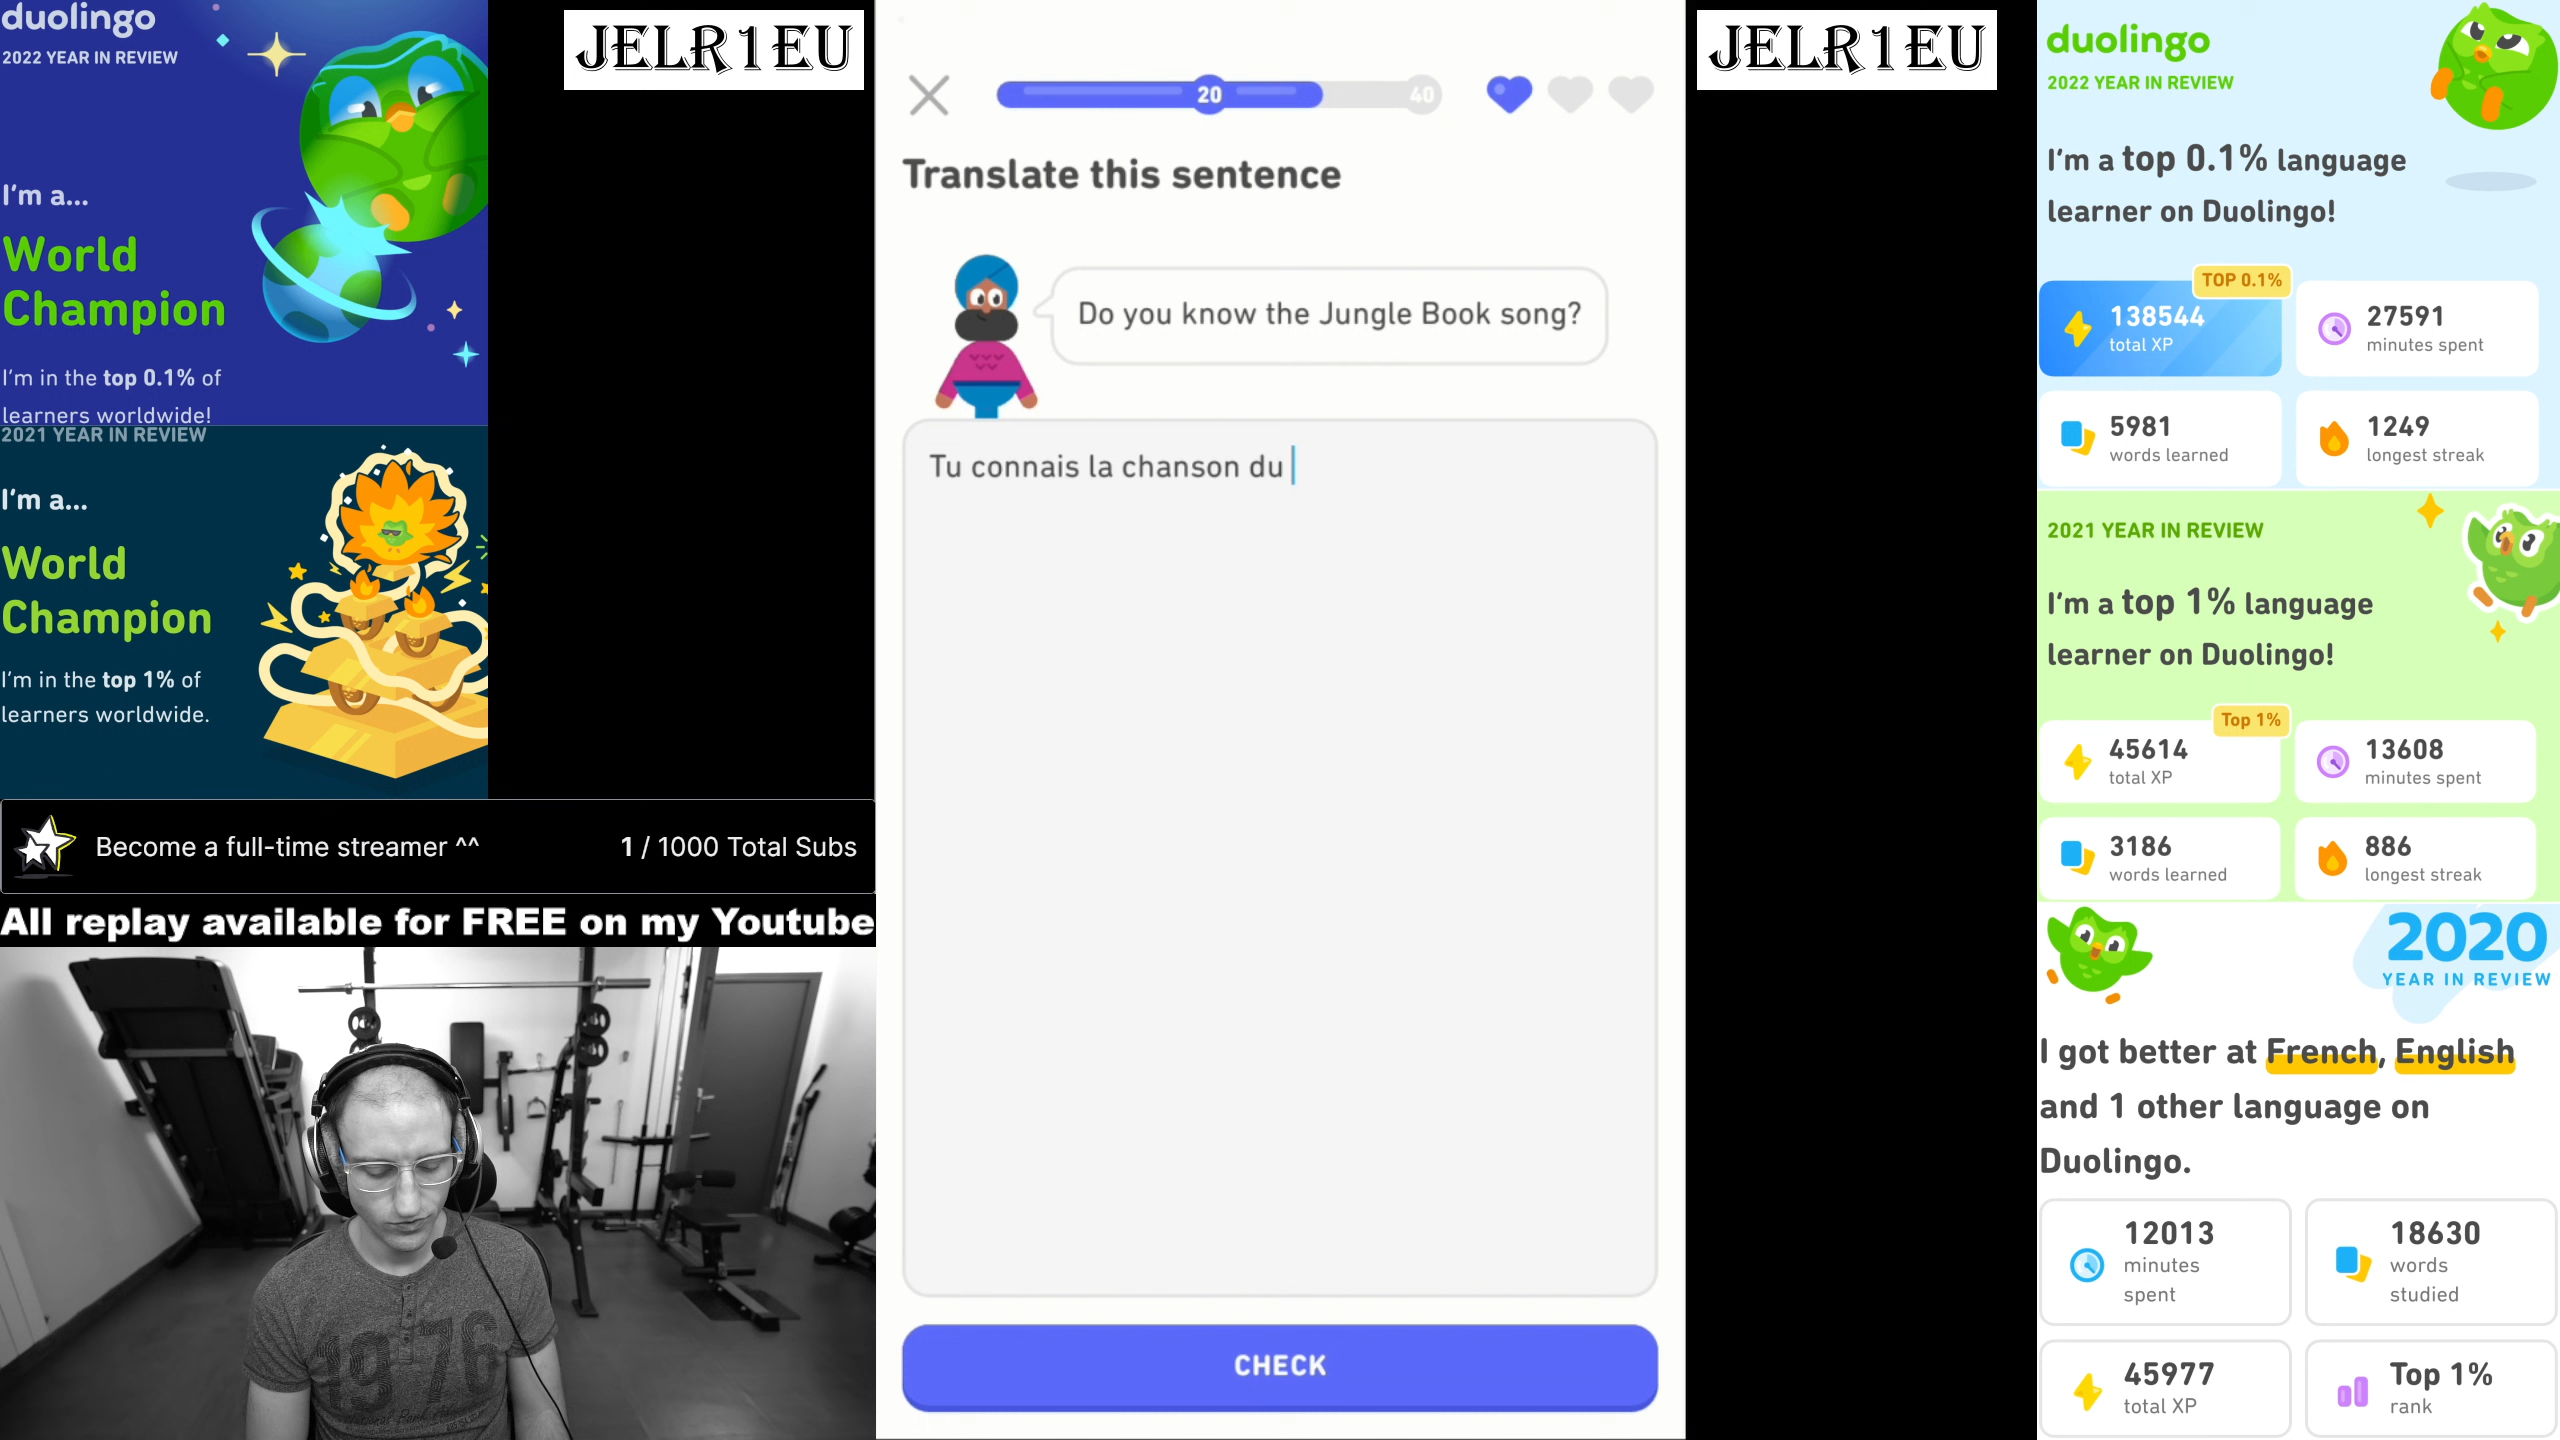 duolingo
2022 YEAR IN REVIEW
I'm a...
World
Champion
I'm in the top 0.1% of
learners worldwide!
2021 YEAR IN REVIEW
I'm a...
World
Champion
I'm in the top 1% of
learners worldwide.
JELR1EU
Become a full-time streamer ^^
1 / 1000 Total Subs
All replay available for FREE on my Youtube
1976
20
40
Translate this sentence
Do you know the Jungle Book song?
Tu connais la chanson du
CHECK
JELR1EU
duolingo
2022 YEAR IN REVIEW
I'm a top 0.1% language
learner on Duolingo!
TOP 0.1%
138544
total XP
27591
minutes spent
5981
words learned
1249
longest streak
2021 YEAR IN REVIEW
I'm a top 1% language
learner on Duolingo!
Top 1%
45614
total XP
13608
minutes spent
3186
words learned
886
longest streak
2020
YEAR IN REVIEW
I got better at French, English
and 1 other language on
Duolingo.
12013
minutes
spent
18630
words
studied
45977
total XP
Top 1%
rank